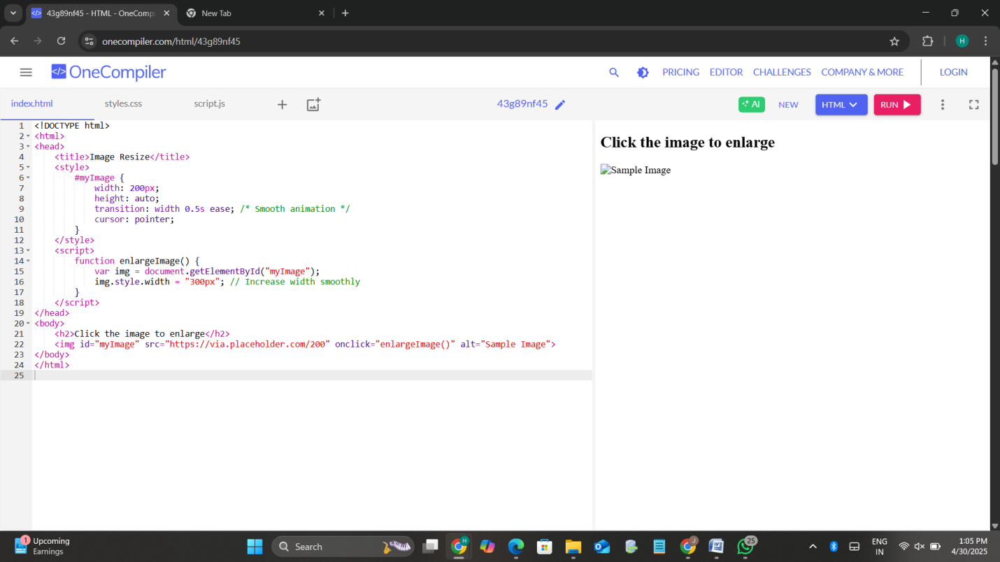 43g89nf45 - HTML - OneComp
New Tab
onecompiler.com/html/43g89nf45
H
</> OneCompiler
PRICING EDITOR CHALLENGES COMPANY & MORE LOGIN
index.html styles.css script.js
43g89nf45
AI NEW HTML RUN
1 <!DOCTYPE html>
2 <html>
3 <head>
4 <title>Image Resize</title>
5 <style>
6 #myImage {
7 width: 200px;
8 height: auto;
9 transition: width 0.5s ease; /* Smooth animation */
10 cursor: pointer;
11 }
12 </style>
13 <script>
14 function enlargeImage() {
15 var img = document.getElementById("myImage");
16 img.style.width = "300px"; // Increase width smoothly
17 }
18 </script>
19 </head>
20 <body>
21 <h2>Click the image to enlarge</h2>
22 <img id="myImage" src="https://via.placeholder.com/200" onclick="enlargeImage()" alt="Sample Image">
23 </body>
24 </html>
25
Click the image to enlarge
Sample Image
1
Upcoming
Earnings
Search
H
J
25
ENG
IN
1:05 PM
4/30/2025